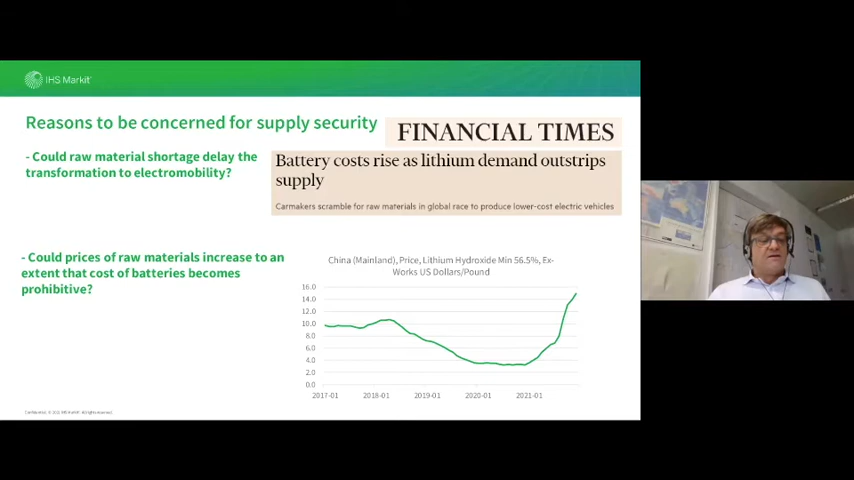 IHS Markit
Reasons to be concerned for supply security
FINANCIAL TIMES
- Could raw material shortage delay the
transformation to electromobility?
Battery costs rise as lithium demand outstrips
supply
Carmakers scramble for raw materials in global race to produce lower-cost electric vehicles
- Could prices of raw materials increase to an
extent that cost of batteries becomes
prohibitive?
China (Mainland), Price, Lithium Hydroxide Min 56.5%, Ex-
Works US Dollars/Pound
16.0
14.0
12.0
10.0
8.0
6.0
4.0
2.0
0.0
2017-01 2018-01 2019-01 2020-01 2021-01